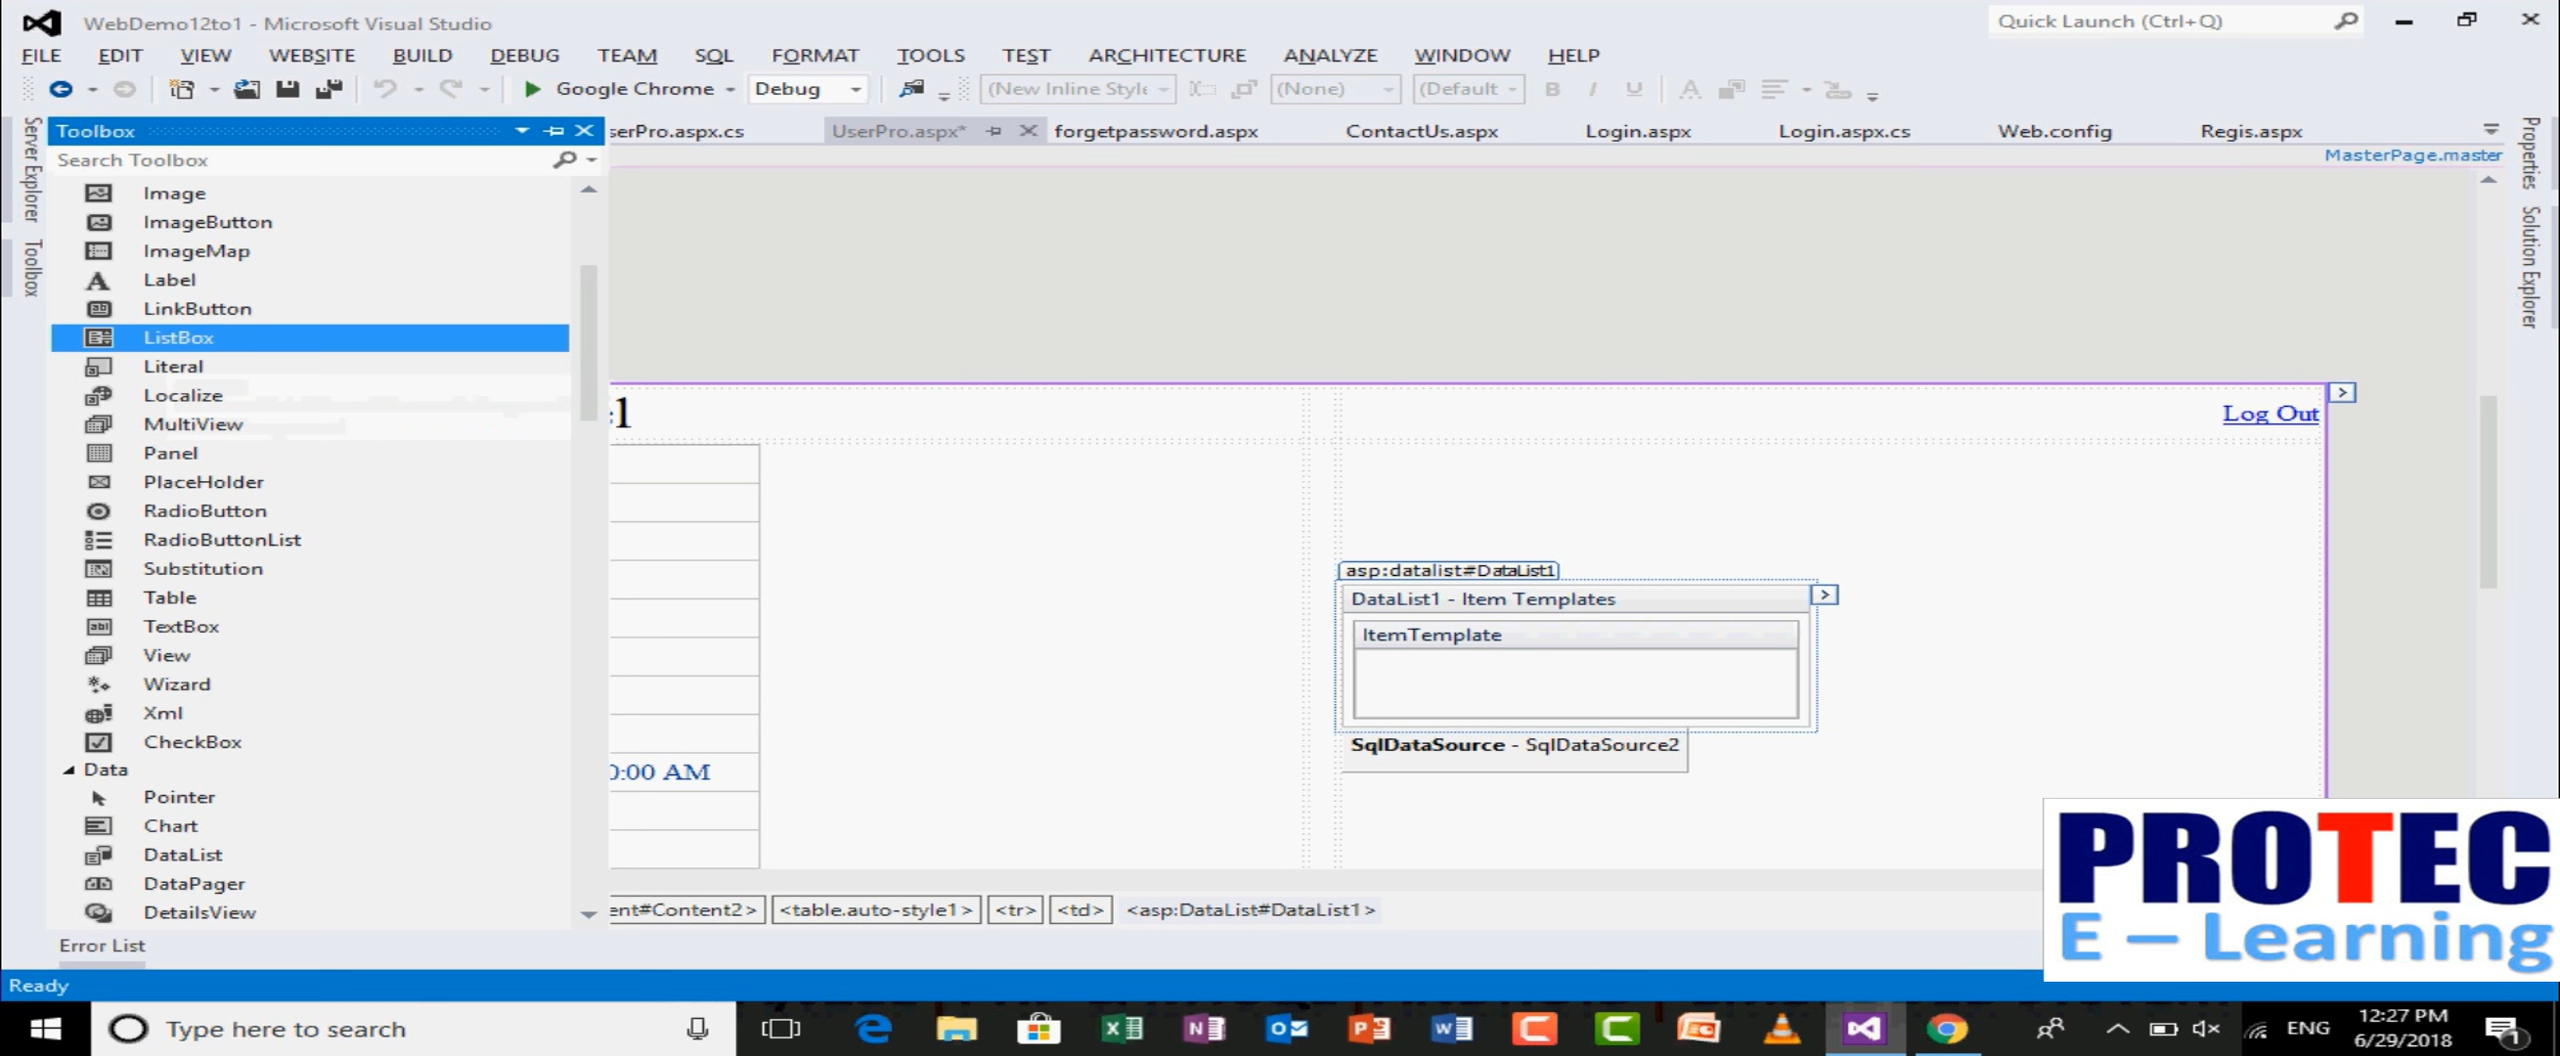 WebDemo12to1 - Microsoft Visual Studio
Quick Launch (Ctrl+Q)
FILE EDIT VIEW WEBSITE BUILD DEBUG TEAM SQL FORMAT TOOLS TEST ARCHITECTURE ANALYZE WINDOW HELP
Google Chrome Debug (New Inline Style (None) (Default B I U A
Server Explorer
Toolbox
Toolbox
Search Toolbox
Image
ImageButton
ImageMap
Label
LinkButton
ListBox
Literal
Localize
MultiView
Panel
PlaceHolder
RadioButton
RadioButtonList
Substitution
Table
TextBox
View
Wizard
Xml
CheckBox
Data
Pointer
Chart
DataList
DataPager
DetailsView
Error List
serPro.aspx.cs UserPro.aspx* forgetpassword.aspx ContactUs.aspx Login.aspx Login.aspx.cs Web.config Regis.aspx
MasterPage.master
Properties
Solution Explorer
1
Log Out
asp:datalist#DataList1
DataList1 - Item Templates
ItemTemplate
SqlDataSource - SqlDataSource2
0:00 AM
ent#Content2> <table.auto-style1> <tr> <td> <asp:DataList#DataList1>
PROTEC
E – Learning
Ready
Type here to search
ENG
12:27 PM
6/29/2018
1